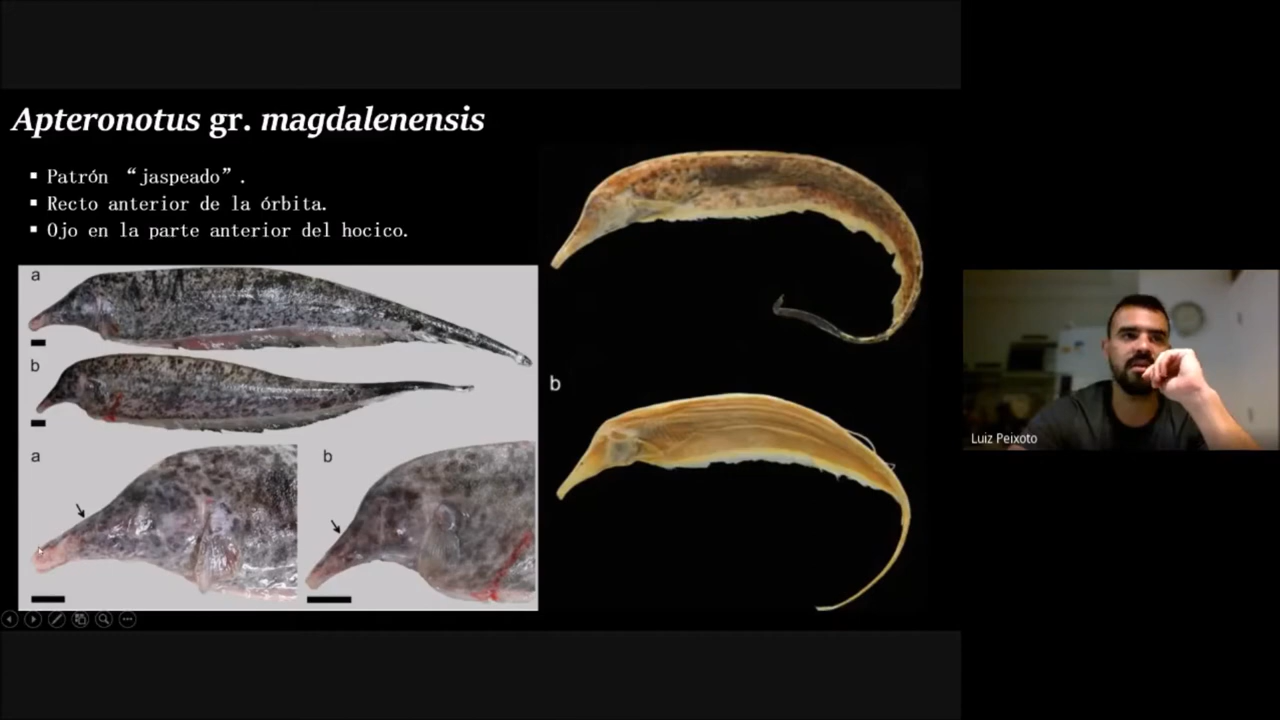 Apteronotus gr. magdalenensis
▪ Patrón “jaspeado”.
▪ Recto anterior de la órbita.
▪ Ojo en la parte anterior del hocico.
a
b
a
b
b
Luiz Peixoto